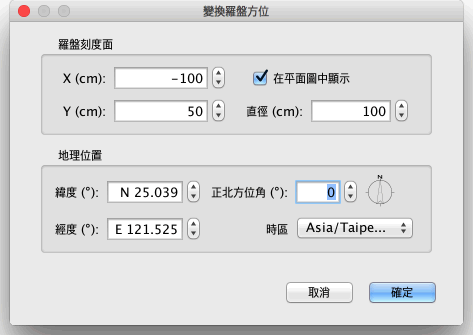 變換羅盤方位
羅盤刻度面
X (cm): -100 在平面圖中顯示
Y (cm): 50 直徑 (cm): 100
地理位置
緯度 (°): N 25.039 正北方位角 (°): 0 N
經度 (°): E 121.525 時區 Asia/Taipe...
取消 確定